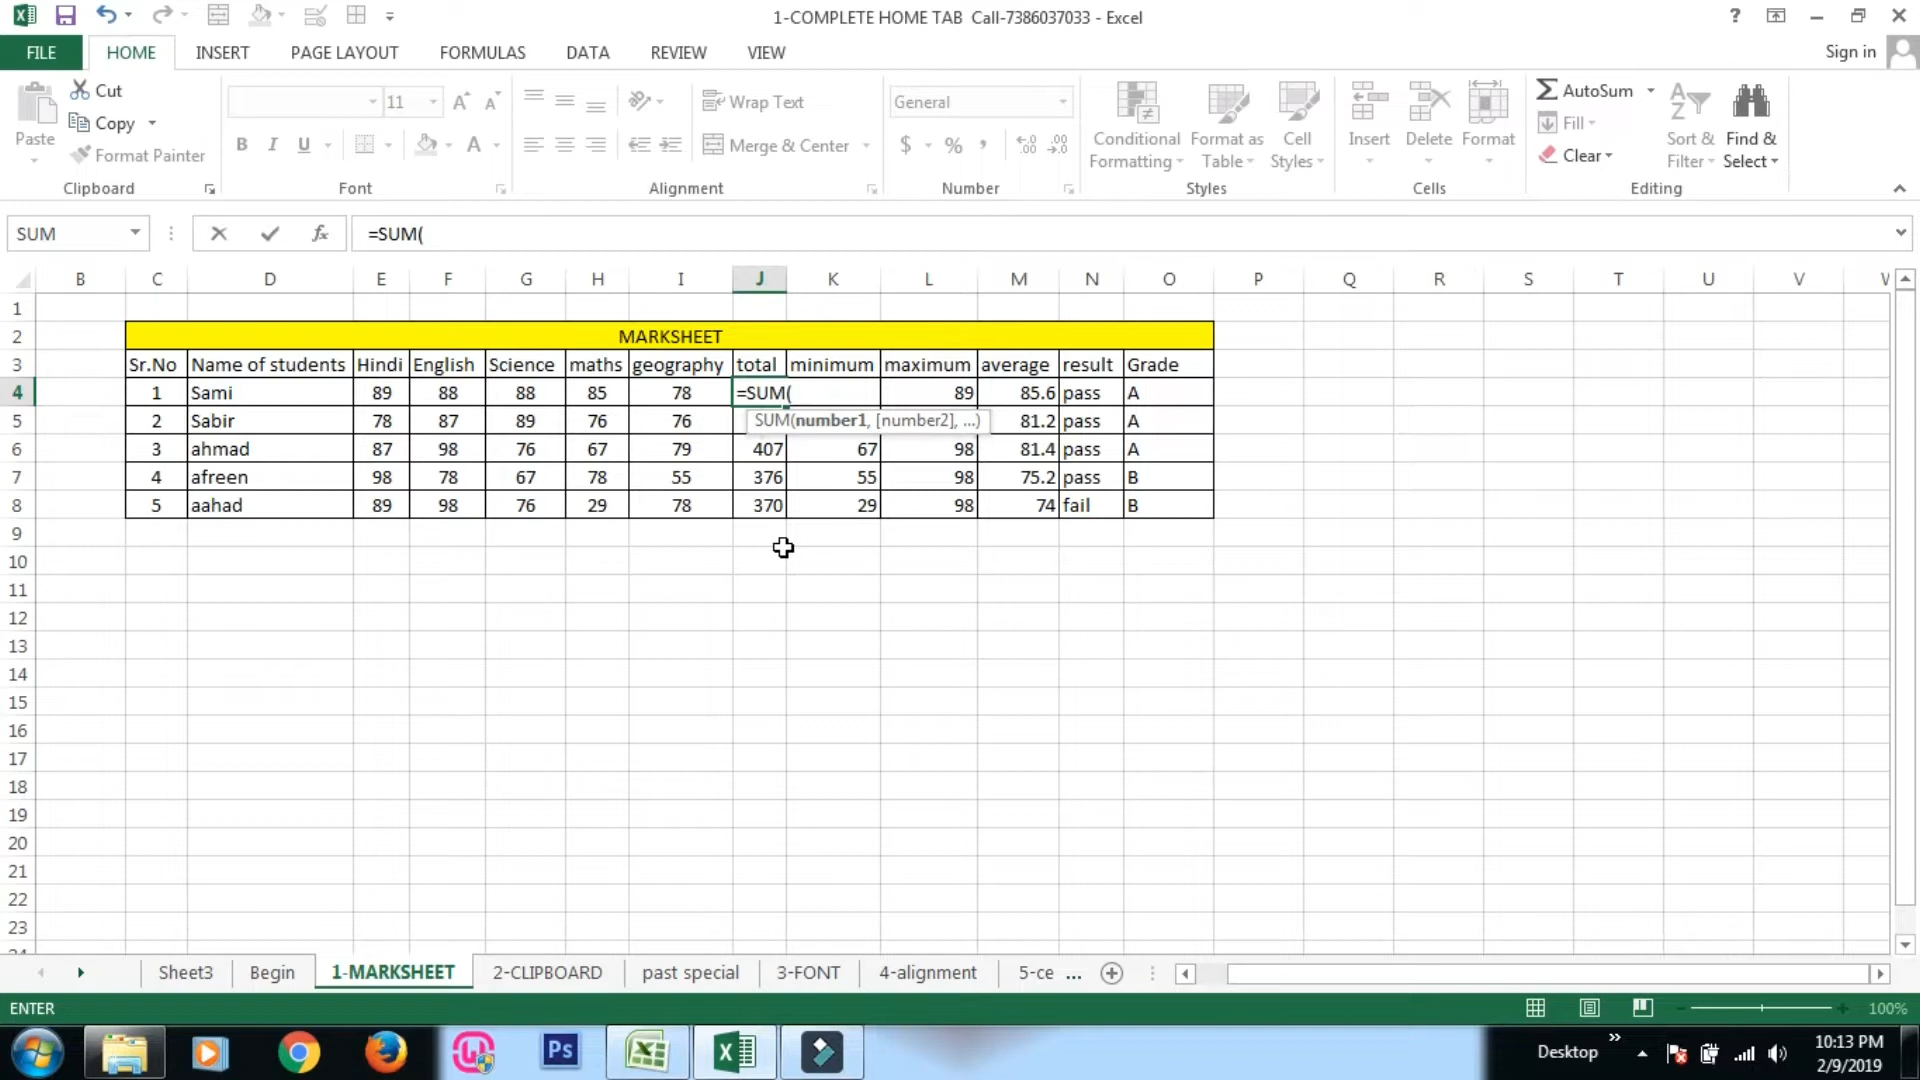 1-COMPLETE HOME TAB  Call-7386037033 - Excel
?
FILE HOME INSERT PAGE LAYOUT FORMULAS DATA REVIEW VIEW Sign in
Paste
Cut
Copy
Format Painter
Clipboard
11
B I U
Font
Wrap Text
Merge & Center
Alignment
General
$ % ,
Number
Conditional Formatting
Format as Table
Cell Styles
Styles
Insert
Delete
Format
Cells
AutoSum
Fill
Clear
Sort & Filter
Find & Select
Editing
SUM fx =SUM(
B C D E F G H I J K L M N O P Q R S T U V
1
2 MARKSHEET
3 Sr.No Name of students Hindi English Science maths geography total minimum maximum average result Grade
4 1 Sami 89 88 88 85 78 =SUM( 89 85.6 pass A
5 2 Sabir 78 87 89 76 76 SUM(number1, [number2], ...) 81.2 pass A
6 3 ahmad 87 98 76 67 79 407 67 98 81.4 pass A
7 4 afreen 98 78 67 78 55 376 55 98 75.2 pass B
8 5 aahad 89 98 76 29 78 370 29 98 74 fail B
9
10
11
12
13
14
15
16
17
18
19
20
21
22
23
Sheet3 Begin 1-MARKSHEET 2-CLIPBOARD past special 3-FONT 4-alignment 5-ce ...
ENTER 100%
Ps
Desktop
10:13 PM
2/9/2019